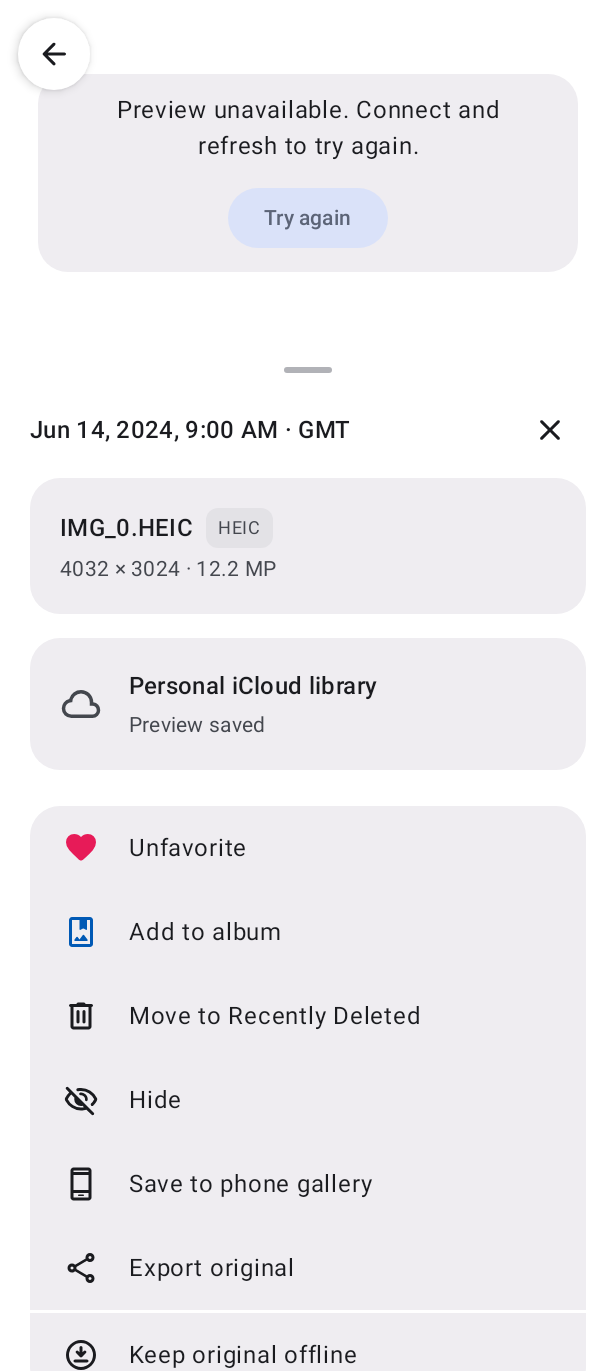 Preview unavailable. Connect and
refresh to try again.
Try again
Jun 14, 2024, 9:00 AM · GMT
IMG_0.HEIC HEIC
4032 × 3024 · 12.2 MP
Personal iCloud library
Preview saved
Unfavorite
Add to album
Move to Recently Deleted
Hide
Save to phone gallery
Export original
Keep original offline